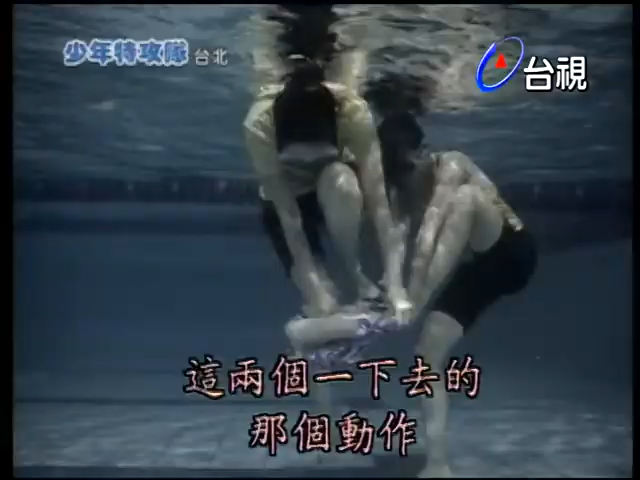 少年特攻隊 台北
台視
這兩個一下去的
那個動作